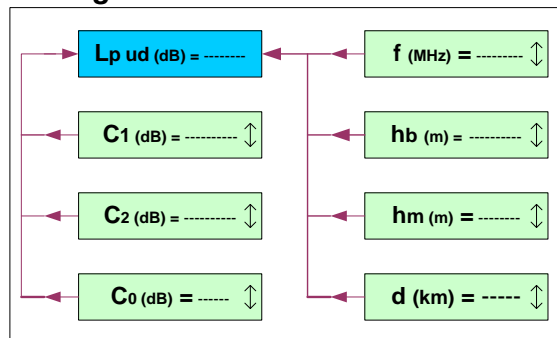 Lp ud (dB) = --------
f (MHz) = ---------
C1 (dB) = ----------
hb (m) = ---------
C2 (dB) = ----------
hm (m) = --------
C0 (dB) = ------
d (km) = -----